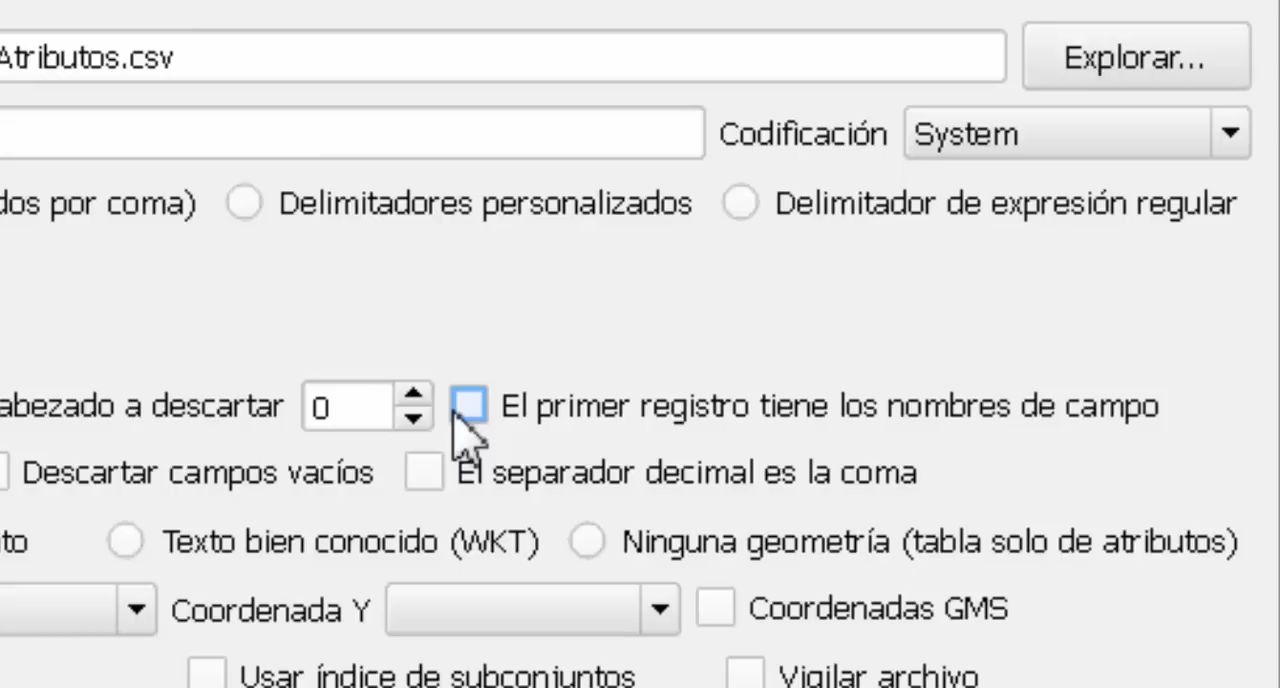 Atributos.csv Explorar...
Codificación System
dos por coma) Delimitadores personalizados Delimitador de expresión regular
abezado a descartar 0 El primer registro tiene los nombres de campo
Descartar campos vacíos El separador decimal es la coma
to Texto bien conocido (WKT) Ninguna geometría (tabla solo de atributos)
Coordenada Y Coordenadas GMS
Usar índice de subconjuntos Vigilar archivo